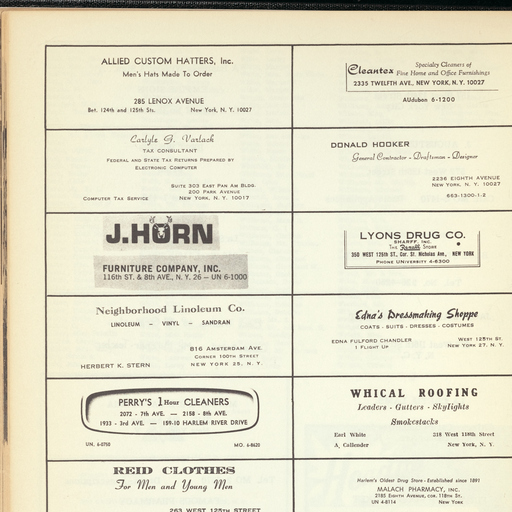 ALLIED CUSTOM HATTERS, Inc.
Men's Hats Made To Order
285 LENOX AVENUE
Bet. 124th and 125th Sts. New York, N. Y. 10027
Cleantex
Specialty Cleaners of
Fine Home and Office Furnishings
2335 TWELFTH AVE., NEW YORK, N. Y. 10027
AUdubon 6-1200
Carlyle G. Varlack
TAX CONSULTANT
FEDERAL AND STATE TAX RETURNS PREPARED BY
ELECTRONIC COMPUTER
SUITE 303 EAST PAN AM BLDG.
200 PARK AVENUE
COMPUTER TAX SERVICE NEW YORK, N. Y. 10017
DONALD HOOKER
General Contractor - Draftsman - Designer
2236 EIGHTH AVENUE
NEW YORK, N. Y. 10027
663-1300-1-2
J. HORN
FURNITURE COMPANY, INC.
116th ST. & 8th AVE., N. Y. 26 — UN 6-1000
LYONS DRUG CO.
SHARFF, INC.
THE Rexall STORE
350 WEST 125th ST., Cor. St. Nicholas Ave., NEW YORK
PHONE UNIVERSITY 4-6300
Neighborhood Linoleum Co.
LINOLEUM – VINYL – SANDRAN
816 AMSTERDAM AVE.
CORNER 100TH STREET
HERBERT K. STERN NEW YORK 25, N. Y.
Edna's Dressmaking Shoppe
COATS - SUITS - DRESSES - COSTUMES
EDNA FULFORD CHANDLER WEST 125TH ST.
1 FLIGHT UP NEW YORK 27, N. Y.
PERRY'S 1 Hour CLEANERS
2072 - 7th AVE. — 2158 - 8th AVE.
1923 - 3rd AVE. — 159-10 HARLEM RIVER DRIVE
UN. 6-0750 MO. 6-8620
WHICAL ROOFING
Leaders - Gutters - Skylights
Smokestacks
Earl White 318 West 118th Street
A. Callender New York, N. Y.
REID CLOTHES
For Men and Young Men
263 WEST 125TH STREET
Harlem's Oldest Drug Store - Established since 1891
MALACH PHARMACY, INC.
2185 EIGHTH AVENUE, COR. 118TH ST.
UN 4-8114 NEW YORK